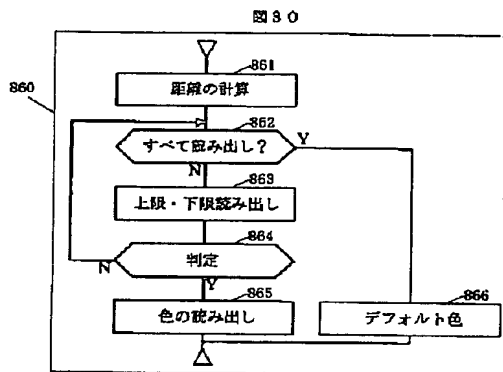 図30
860
861
距離の計算
862
すべて読み出し?
Y
N
863
上限・下限読み出し
864
判定
N
Y
865
色の読み出し
866
デフォルト色